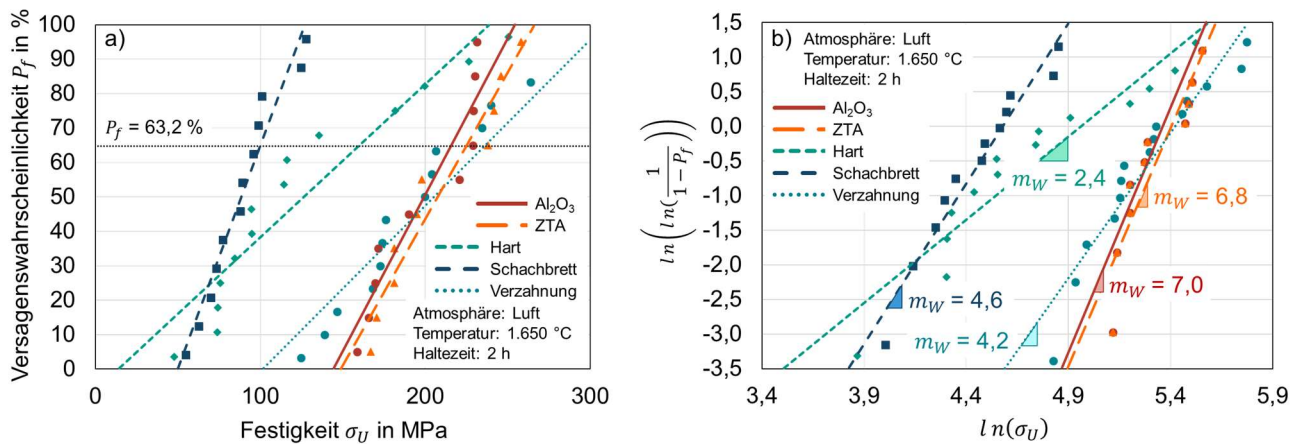 a)
Versagenswahrscheinlichkeit P_f in %
100
90
80
70
60
50
40
30
20
10
0
P_f = 63,2 %
Al₂O₃
ZTA
Hart
Schachbrett
Verzahnung
Atmosphäre: Luft
Temperatur: 1.650 °C
Haltezeit: 2 h
0 100 200 300
Festigkeit σ_U in MPa
b)
ln(ln(1/(1 − P_f)))
1,5
1,0
0,5
0,0
-0,5
-1,0
-1,5
-2,0
-2,5
-3,0
-3,5
Atmosphäre: Luft
Temperatur: 1.650 °C
Haltezeit: 2 h
Al₂O₃
ZTA
Hart
Schachbrett
Verzahnung
m_W = 2,4
m_W = 6,8
m_W = 7,0
m_W = 4,6
m_W = 4,2
3,4 3,9 4,4 4,9 5,4 5,9
ln(σ_U)